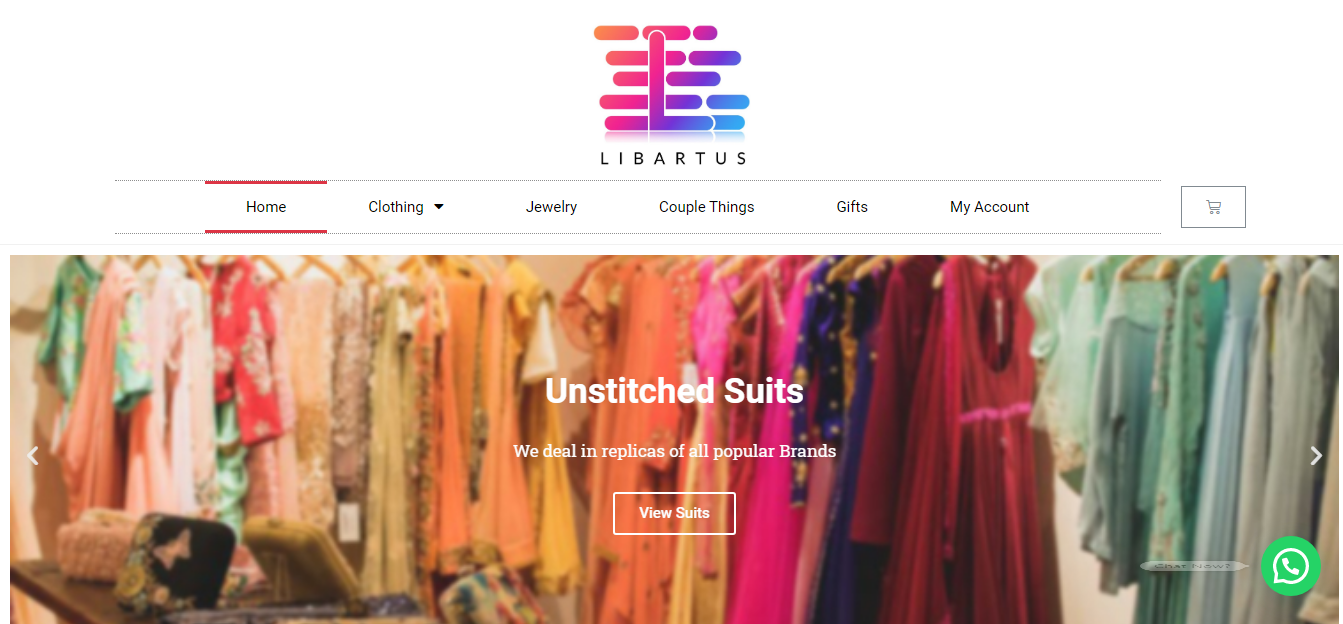 LIBARTUS
Home Clothing Jewelry Couple Things Gifts My Account
Unstitched Suits
We deal in replicas of all popular Brands
View Suits
Chat Now?